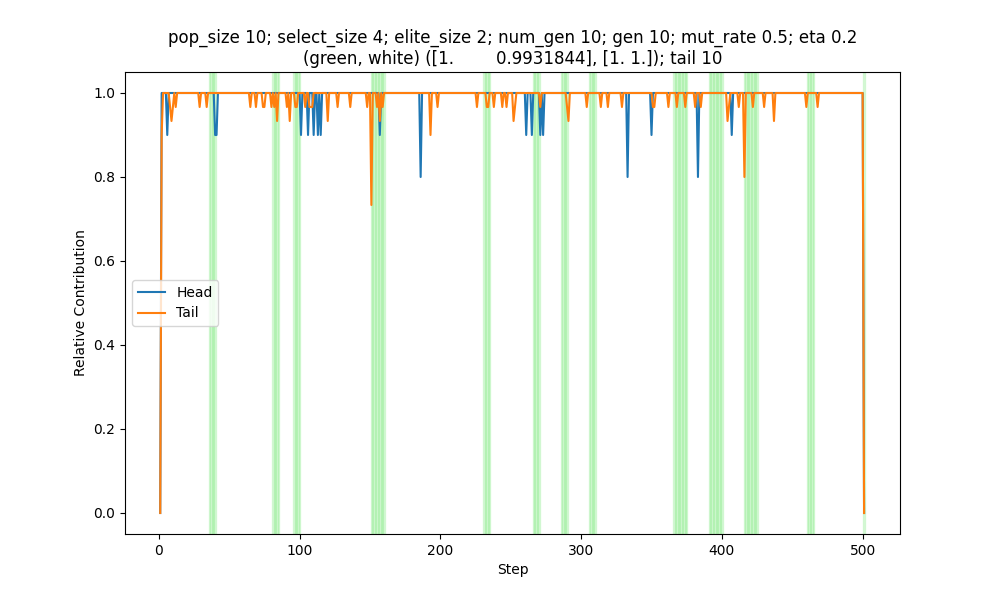 pop_size 10; select_size 4; elite_size 2; num_gen 10; gen 10; mut_rate 0.5; eta 0.2
(green, white) ([1.         0.9931844], [1. 1.]); tail 10
1.0
0.8
0.6
0.4
0.2
0.0
Relative Contribution
Head
Tail
0
100
200
300
400
500
Step